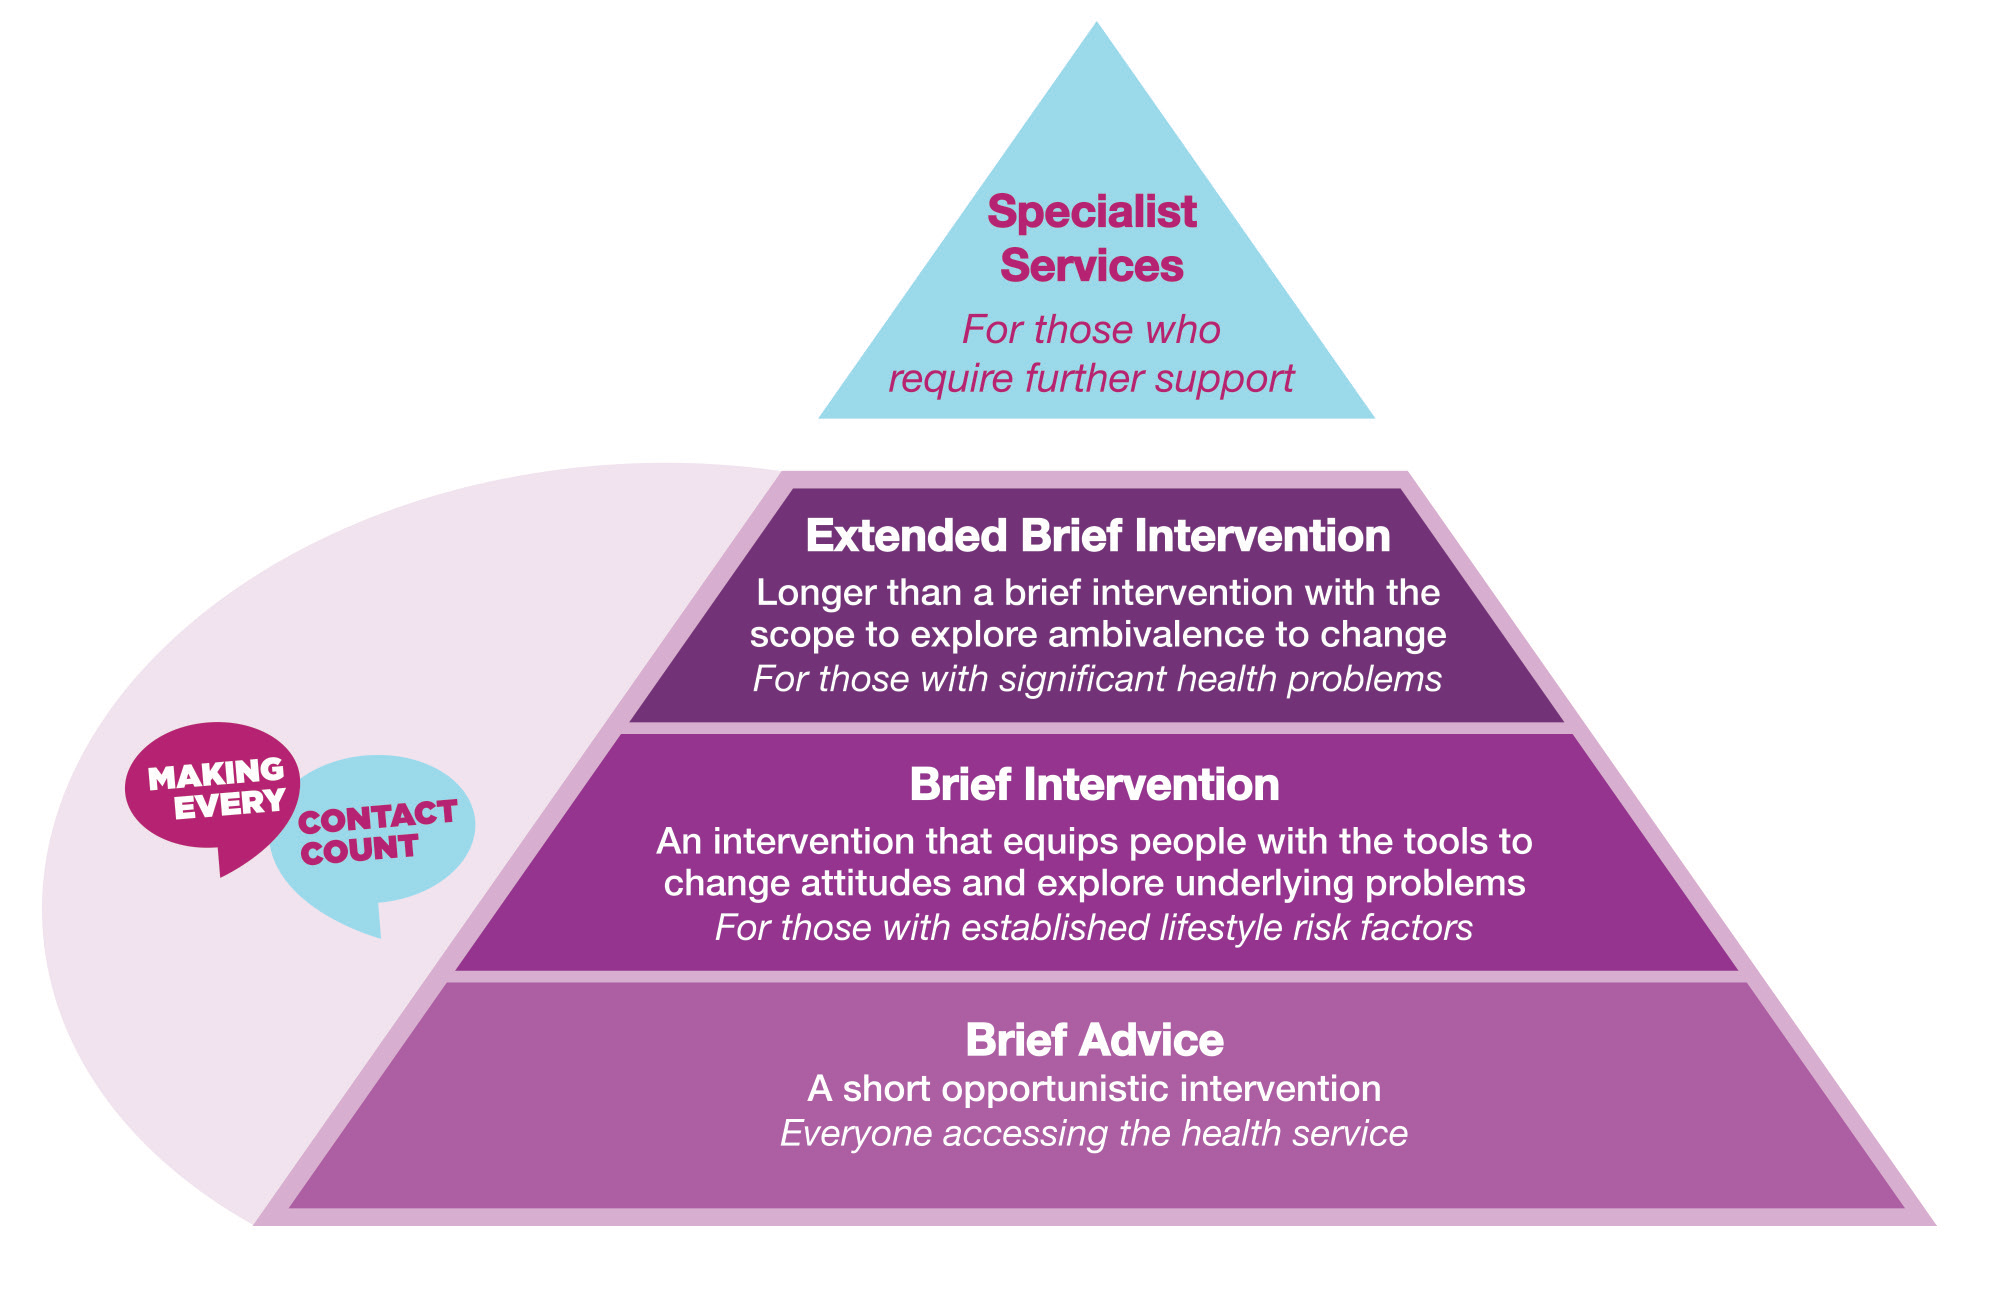 Specialist
Services
For those who
require further support
Extended Brief Intervention
Longer than a brief intervention with the
scope to explore ambivalence to change
For those with significant health problems
MAKING
EVERY
CONTACT
COUNT
Brief Intervention
An intervention that equips people with the tools to
change attitudes and explore underlying problems
For those with established lifestyle risk factors
Brief Advice
A short opportunistic intervention
Everyone accessing the health service